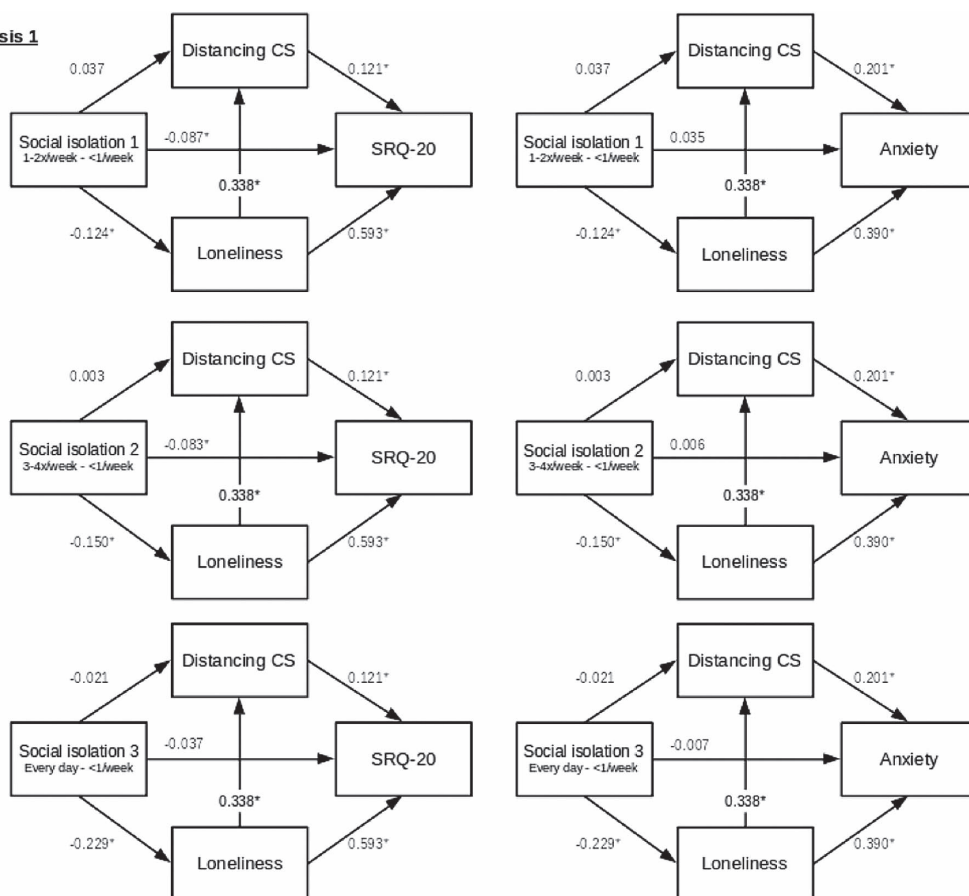 sis 1
Distancing CS
0.037
0.121*
Social isolation 1
1-2x/week - <1/week
-0.087*
SRQ-20
0.338*
-0.124*
0.593*
Loneliness
Distancing CS
0.037
0.201*
Social isolation 1
1-2x/week - <1/week
0.035
Anxiety
0.338*
-0.124*
0.390*
Loneliness
Distancing CS
0.003
0.121*
Social isolation 2
3-4x/week - <1/week
-0.083*
SRQ-20
0.338*
-0.150*
0.593*
Loneliness
Distancing CS
0.003
0.201*
Social isolation 2
3-4x/week - <1/week
0.006
Anxiety
0.338*
-0.150*
0.390*
Loneliness
Distancing CS
-0.021
0.121*
Social isolation 3
Every day - <1/week
-0.037
SRQ-20
0.338*
-0.229*
0.593*
Loneliness
Distancing CS
-0.021
0.201*
Social isolation 3
Every day - <1/week
-0.007
Anxiety
0.338*
-0.229*
0.390*
Loneliness